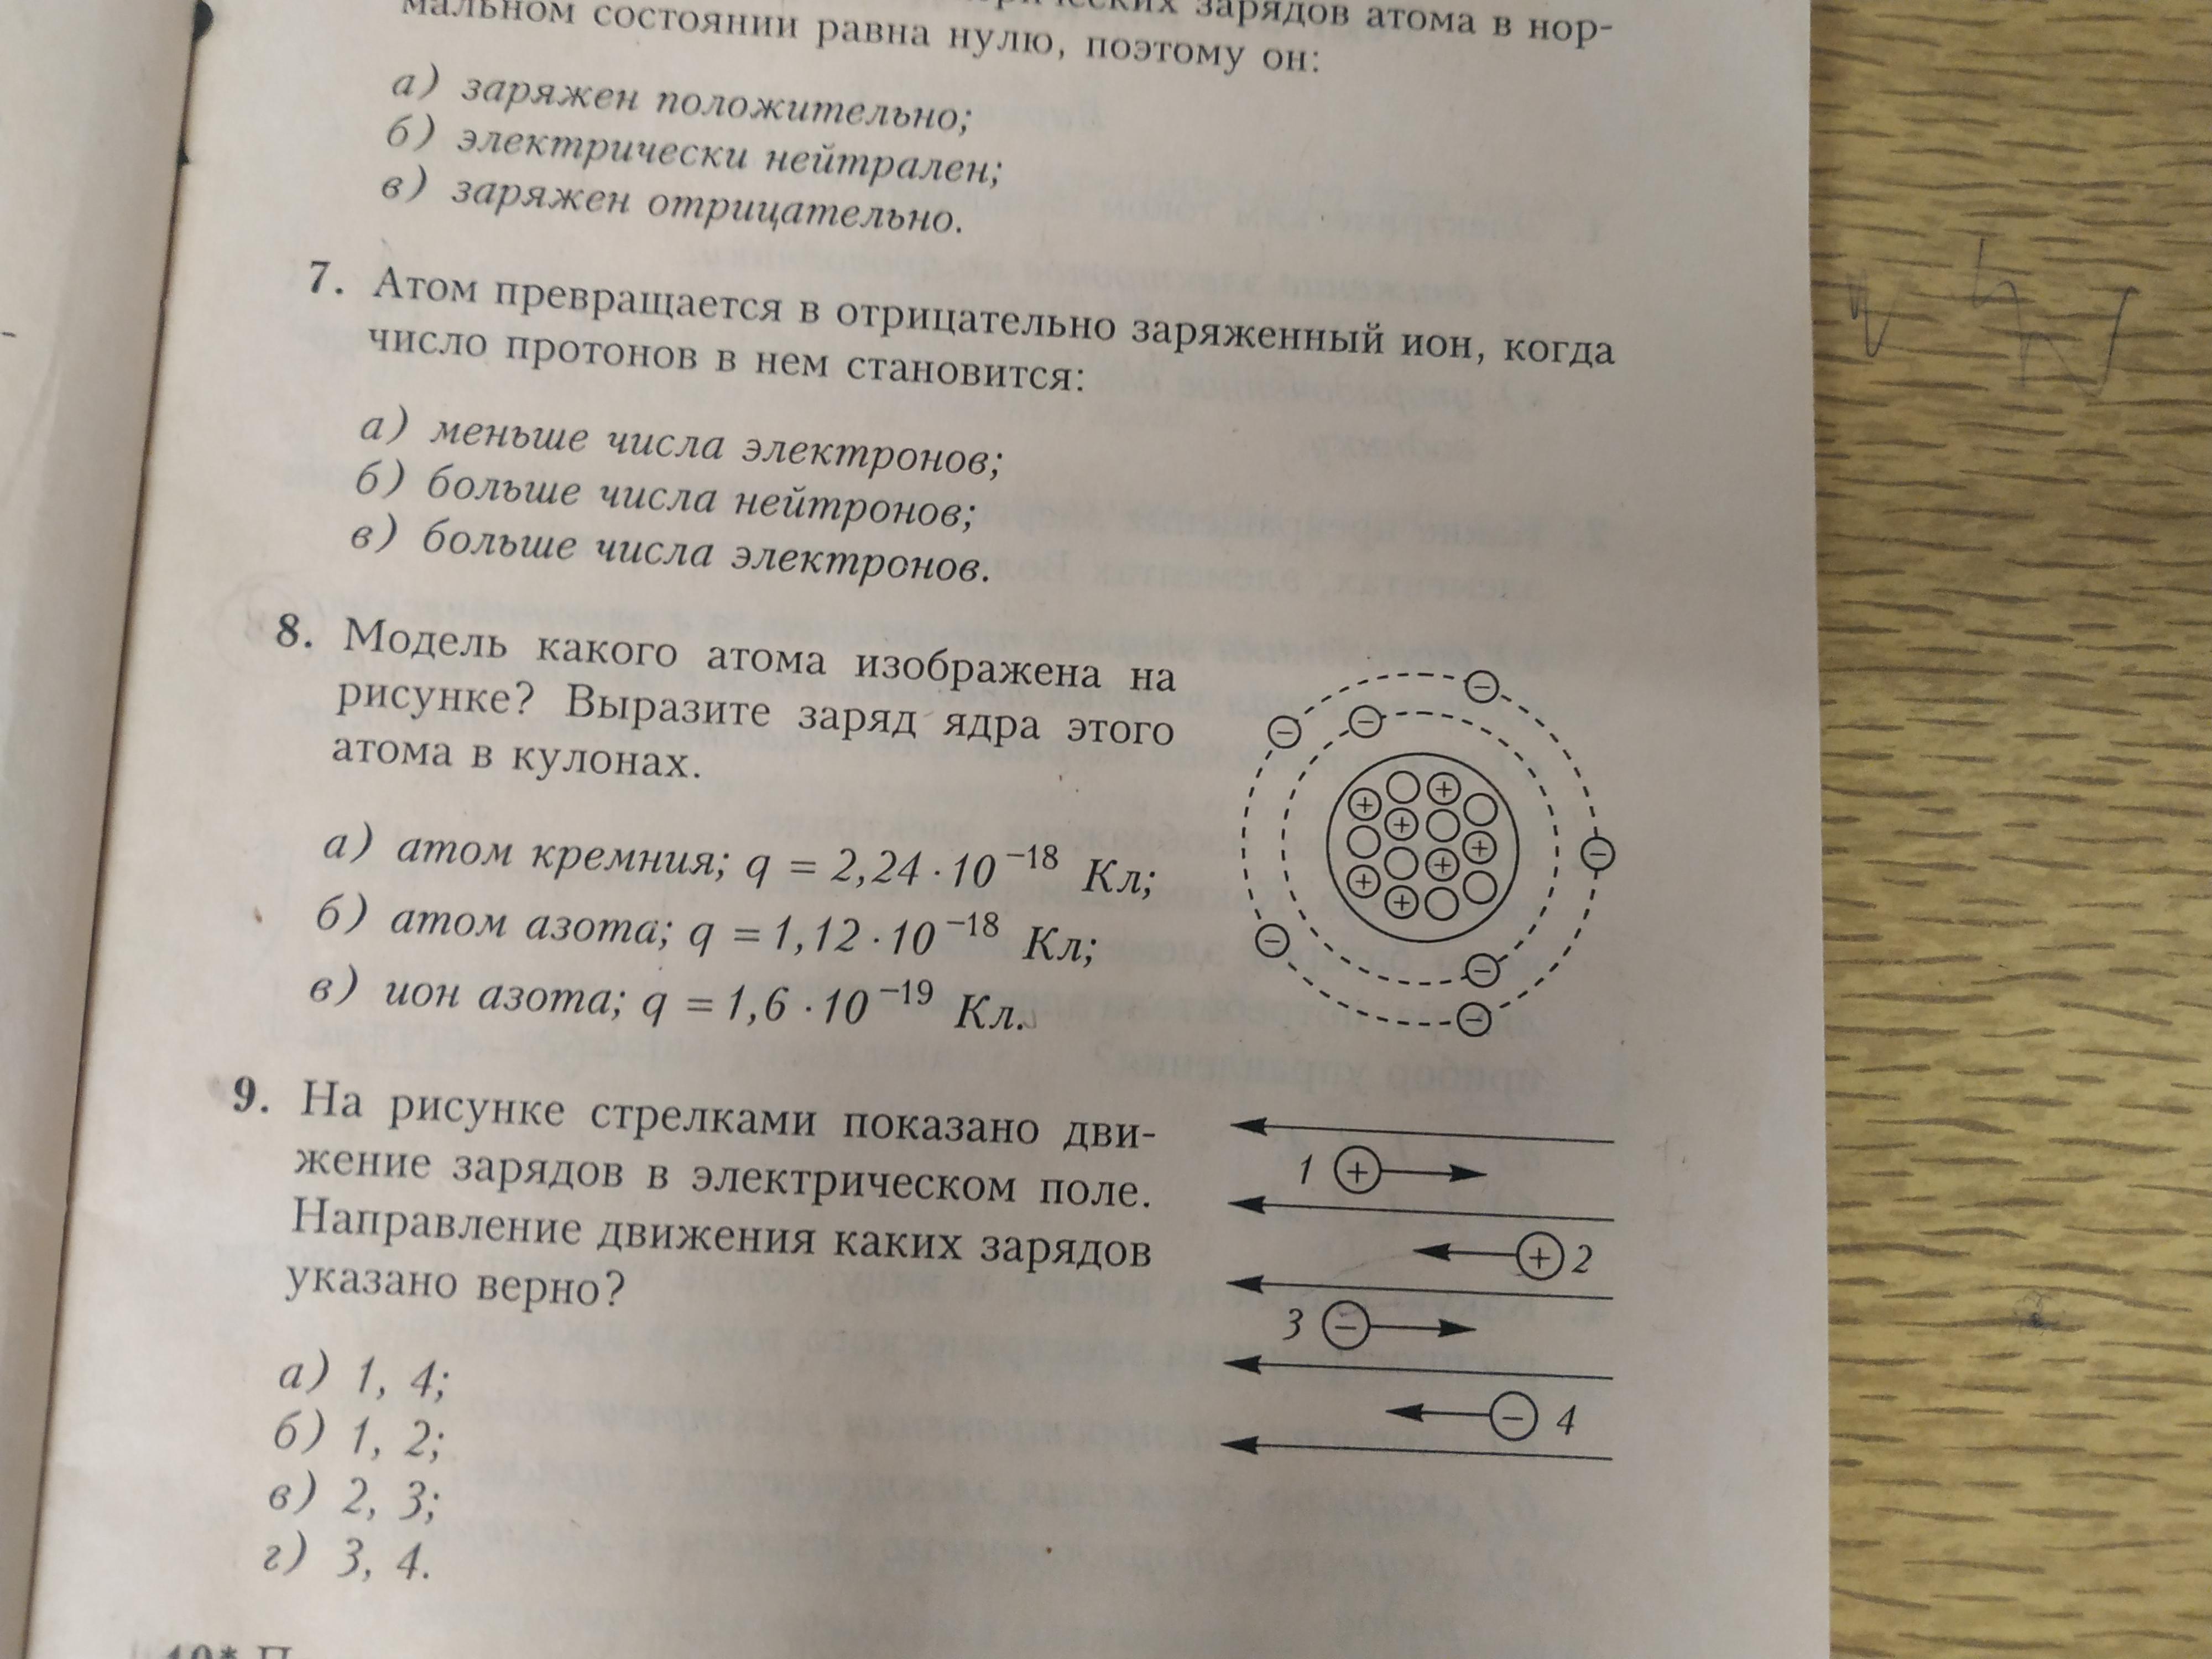 зарядов атома в нор-
мальном состоянии равна нулю, поэтому он:
а) заряжен положительно;
б) электрически нейтрален;
в) заряжен отрицательно.
7. Атом превращается в отрицательно заряженный ион, когда
число протонов в нем становится:
а) меньше числа электронов;
б) больше числа нейтронов;
в) больше числа электронов.
8. Модель какого атома изображена на
рисунке? Выразите заряд ядра этого
атома в кулонах.
а) атом кремния; q = 2,24 · 10⁻¹⁸ Кл;
б) атом азота; q = 1,12 · 10⁻¹⁸ Кл;
в) ион азота; q = 1,6 · 10⁻¹⁹ Кл.
9. На рисунке стрелками показано дви-
жение зарядов в электрическом поле.
Направление движения каких зарядов
указано верно?
а) 1, 4;
б) 1, 2;
в) 2, 3;
г) 3, 4.
1 +
+ 2
3 −
− 4
10*